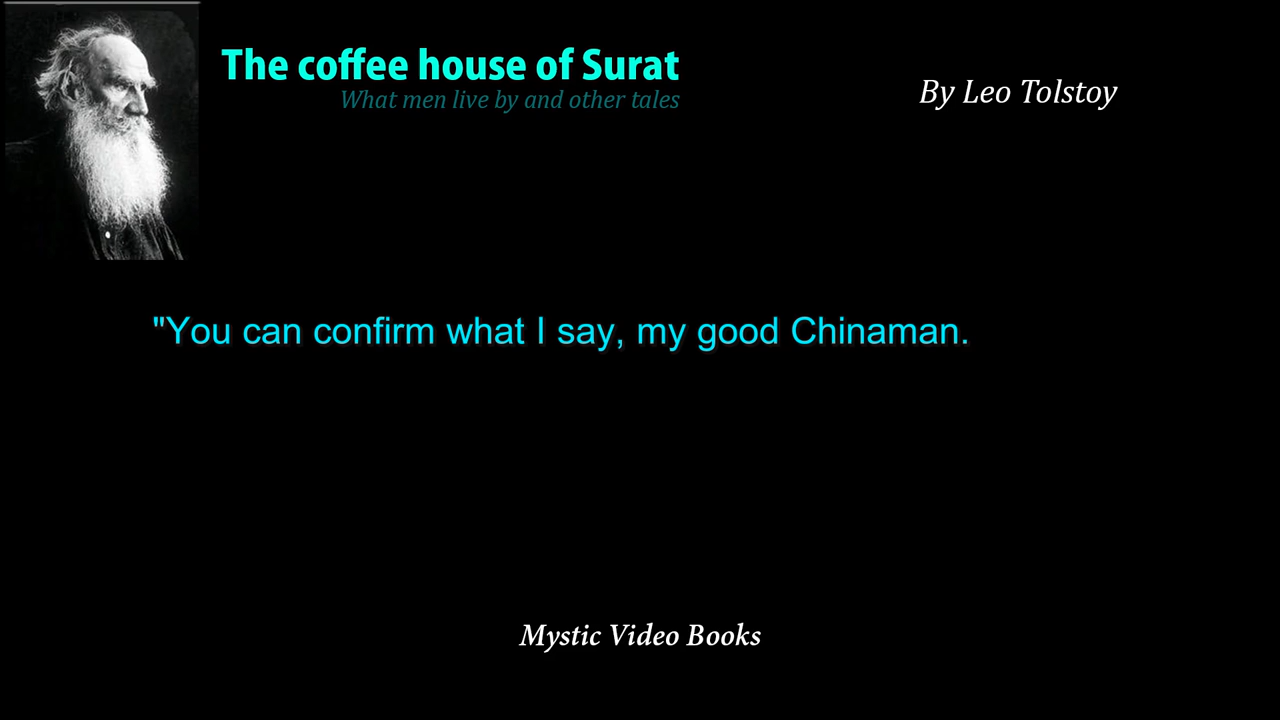 The coffee house of Surat
What men live by and other tales
By Leo Tolstoy
"You can confirm what I say, my good Chinaman.
Mystic Video Books